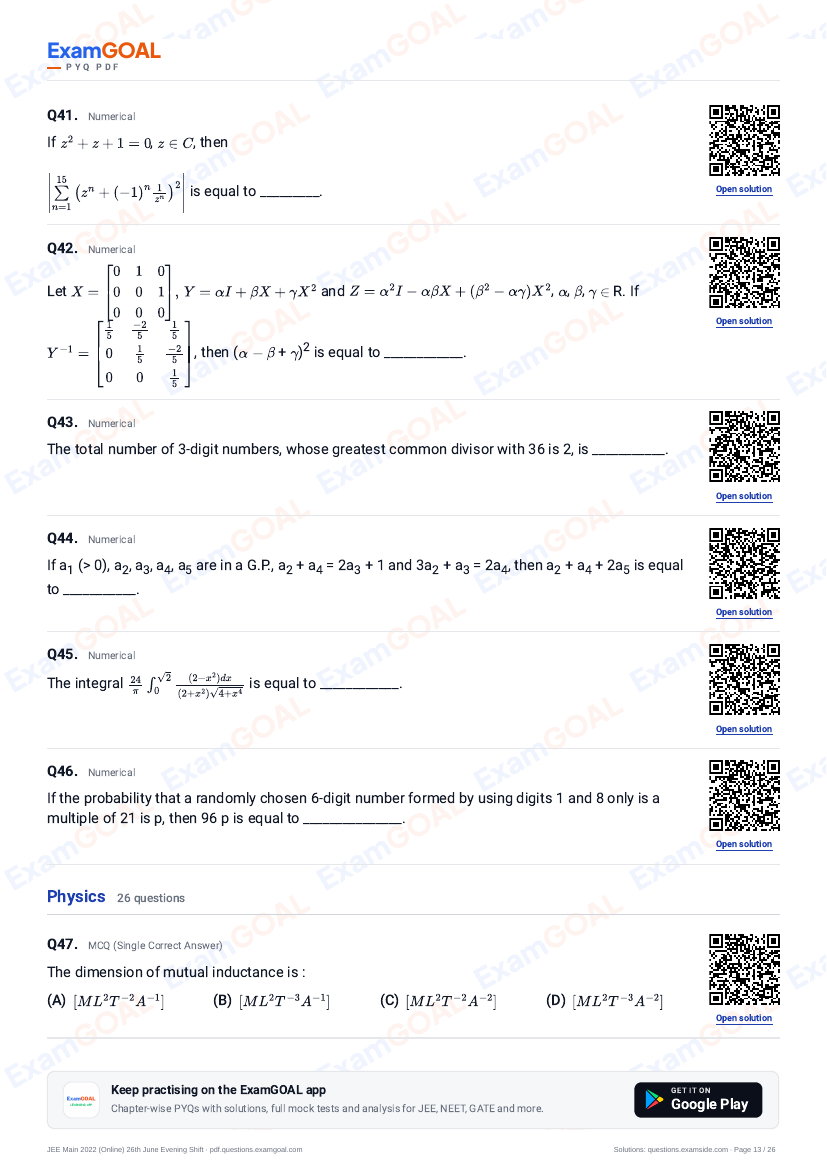 ExamGOAL
PYQ PDF
Q41. Numerical
If z² + z + 1 = 0, z ∈ C, then
|∑_{n=1}^{15} (zⁿ + (−1)ⁿ 1/zⁿ)²| is equal to ________.
Open solution
Q42. Numerical
Let X = [0 1 0; 0 0 1; 0 0 0], Y = αI + βX + γX² and Z = α²I − αβX + (β² − αγ)X², α, β, γ ∈ R. If
Y⁻¹ = [1/5 −2/5 1/5; 0 1/5 −2/5; 0 0 1/5], then (α − β + γ)² is equal to ____________.
Open solution
Q43. Numerical
The total number of 3-digit numbers, whose greatest common divisor with 36 is 2, is __________.
Open solution
Q44. Numerical
If a₁ (> 0), a₂, a₃, a₄, a₅ are in a G.P., a₂ + a₄ = 2a₃ + 1 and 3a₂ + a₃ = 2a₄, then a₂ + a₄ + 2a₅ is equal
to __________.
Open solution
Q45. Numerical
The integral 24/π ∫₀^{√2} (2−x²)dx / ((2+x²)√(4+x⁴)) is equal to ____________.
Open solution
Q46. Numerical
If the probability that a randomly chosen 6-digit number formed by using digits 1 and 8 only is a
multiple of 21 is p, then 96 p is equal to _______________.
Open solution
Physics 26 questions
Q47. MCQ (Single Correct Answer)
The dimension of mutual inductance is :
(A) [ML²T⁻²A⁻¹] (B) [ML²T⁻³A⁻¹] (C) [ML²T⁻²A⁻²] (D) [ML²T⁻³A⁻²]
Open solution
ExamGOAL
Keep practising on the ExamGOAL app
Chapter-wise PYQs with solutions, full mock tests and analysis for JEE, NEET, GATE and more.
GET IT ON
Google Play
JEE Main 2022 (Online) 26th June Evening Shift · pdf.questions.examgoal.com
Solutions: questions.examside.com · Page 13 / 26